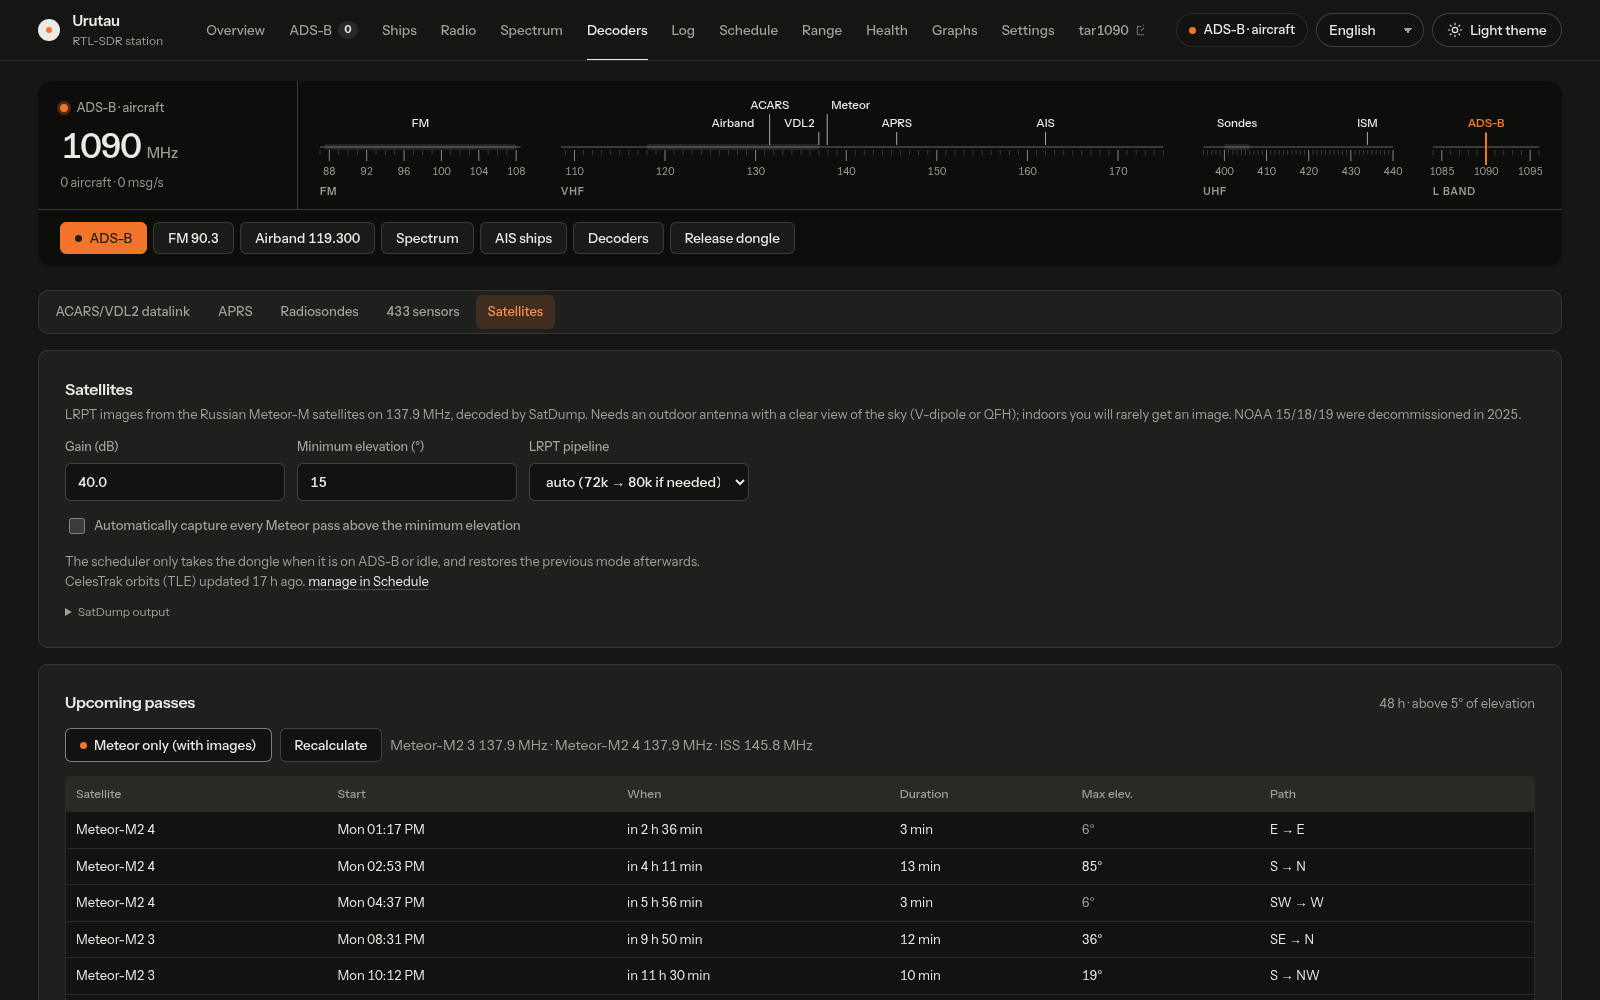 Urutau
RTL-SDR station
Overview ADS-B 0 Ships Radio Spectrum Decoders Log Schedule Range Health Graphs Settings tar1090
ADS-B · aircraft English Light theme
ADS-B · aircraft
1090 MHz
0 aircraft · 0 msg/s
ACARS Meteor
FM Airband VDL2 APRS AIS Sondes ISM ADS-B
88 92 96 100 104 108 110 120 130 140 150 160 170 400 410 420 430 440 1085 1090 1095
FM VHF UHF L BAND
ADS-B FM 90.3 Airband 119.300 Spectrum AIS ships Decoders Release dongle
ACARS/VDL2 datalink APRS Radiosondes 433 sensors Satellites
Satellites
LRPT images from the Russian Meteor-M satellites on 137.9 MHz, decoded by SatDump. Needs an outdoor antenna with a clear view of the sky (V-dipole or QFH); indoors you will rarely get an image. NOAA 15/18/19 were decommissioned in 2025.
Gain (dB) Minimum elevation (°) LRPT pipeline
40.0 15 auto (72k → 80k if needed)
Automatically capture every Meteor pass above the minimum elevation
The scheduler only takes the dongle when it is on ADS-B or idle, and restores the previous mode afterwards.
CelesTrak orbits (TLE) updated 17 h ago. manage in Schedule
SatDump output
Upcoming passes 48 h · above 5° of elevation
Meteor only (with images) Recalculate Meteor-M2 3 137.9 MHz · Meteor-M2 4 137.9 MHz · ISS 145.8 MHz
Satellite Start When Duration Max elev. Path
Meteor-M2 4 Mon 01:17 PM in 2 h 36 min 3 min 6° E → E
Meteor-M2 4 Mon 02:53 PM in 4 h 11 min 13 min 85° S → N
Meteor-M2 4 Mon 04:37 PM in 5 h 56 min 3 min 6° SW → W
Meteor-M2 3 Mon 08:31 PM in 9 h 50 min 12 min 36° SE → N
Meteor-M2 3 Mon 10:12 PM in 11 h 30 min 10 min 19° S → NW